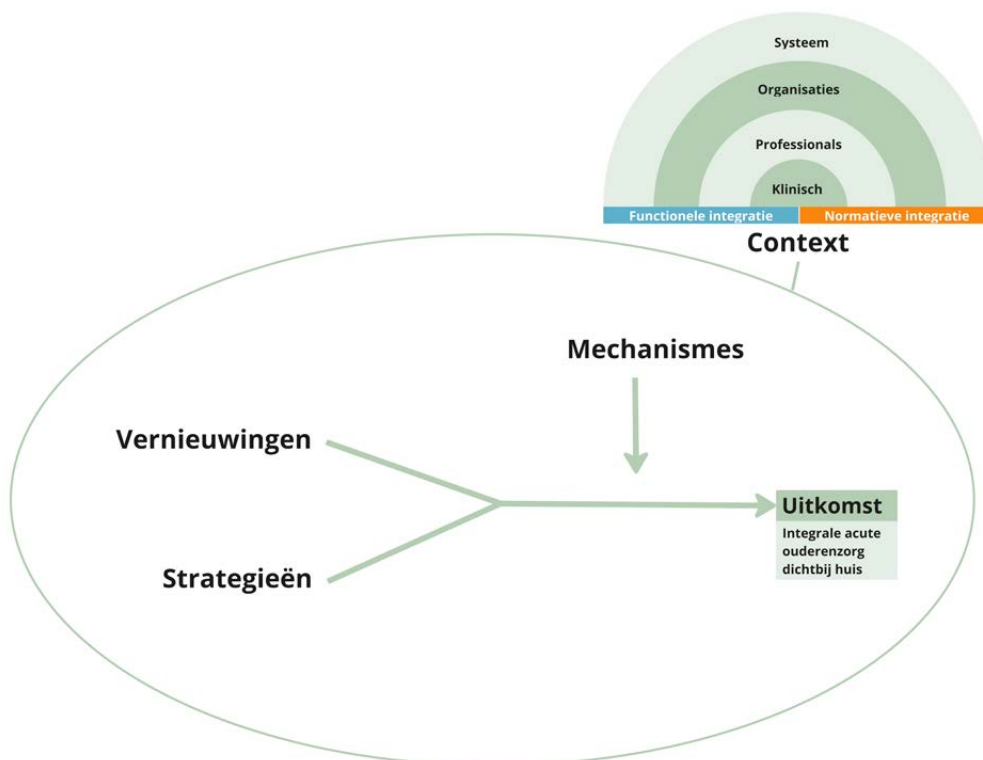 Systeem
Organisaties
Professionals
Klinisch
Functionele integratie
Normatieve integratie
Context
Mechanismes
Vernieuwingen
Uitkomst
Integrale acute
ouderenzorg
dichtbij huis
Strategieën